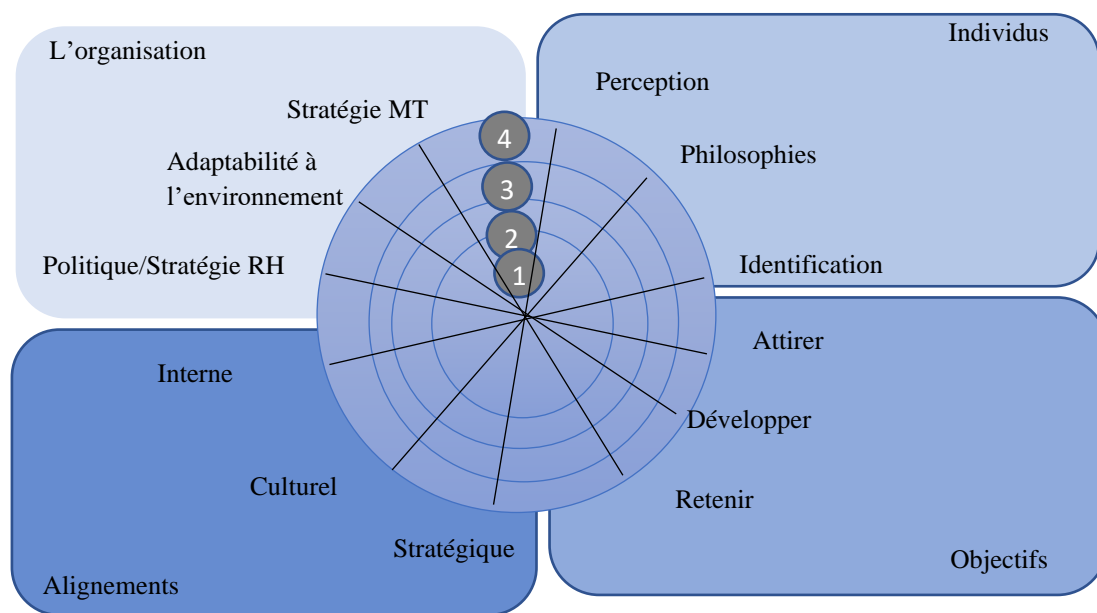 L’organisation
Individus
Stratégie MT
Perception
4
Adaptabilité à
l’environnement
Philosophies
3
2
Politique/Stratégie RH
Identification
1
Interne
Attirer
Développer
Culturel
Retenir
Stratégique
Alignements
Objectifs